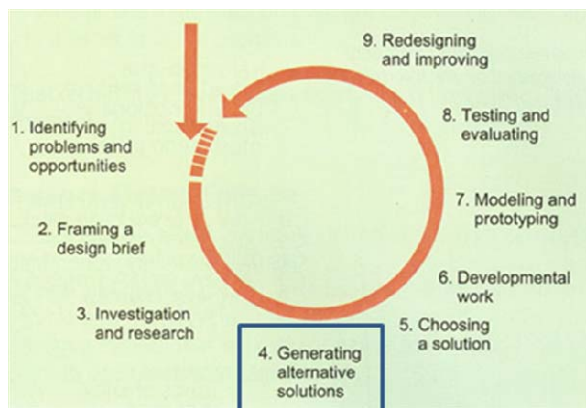 1. Identifying
problems and
opportunities
2. Framing a
design brief
3. Investigation
and research
4. Generating
alternative
solutions
5. Choosing
a solution
6. Developmental
work
7. Modeling and
prototyping
8. Testing and
evaluating
9. Redesigning
and improving